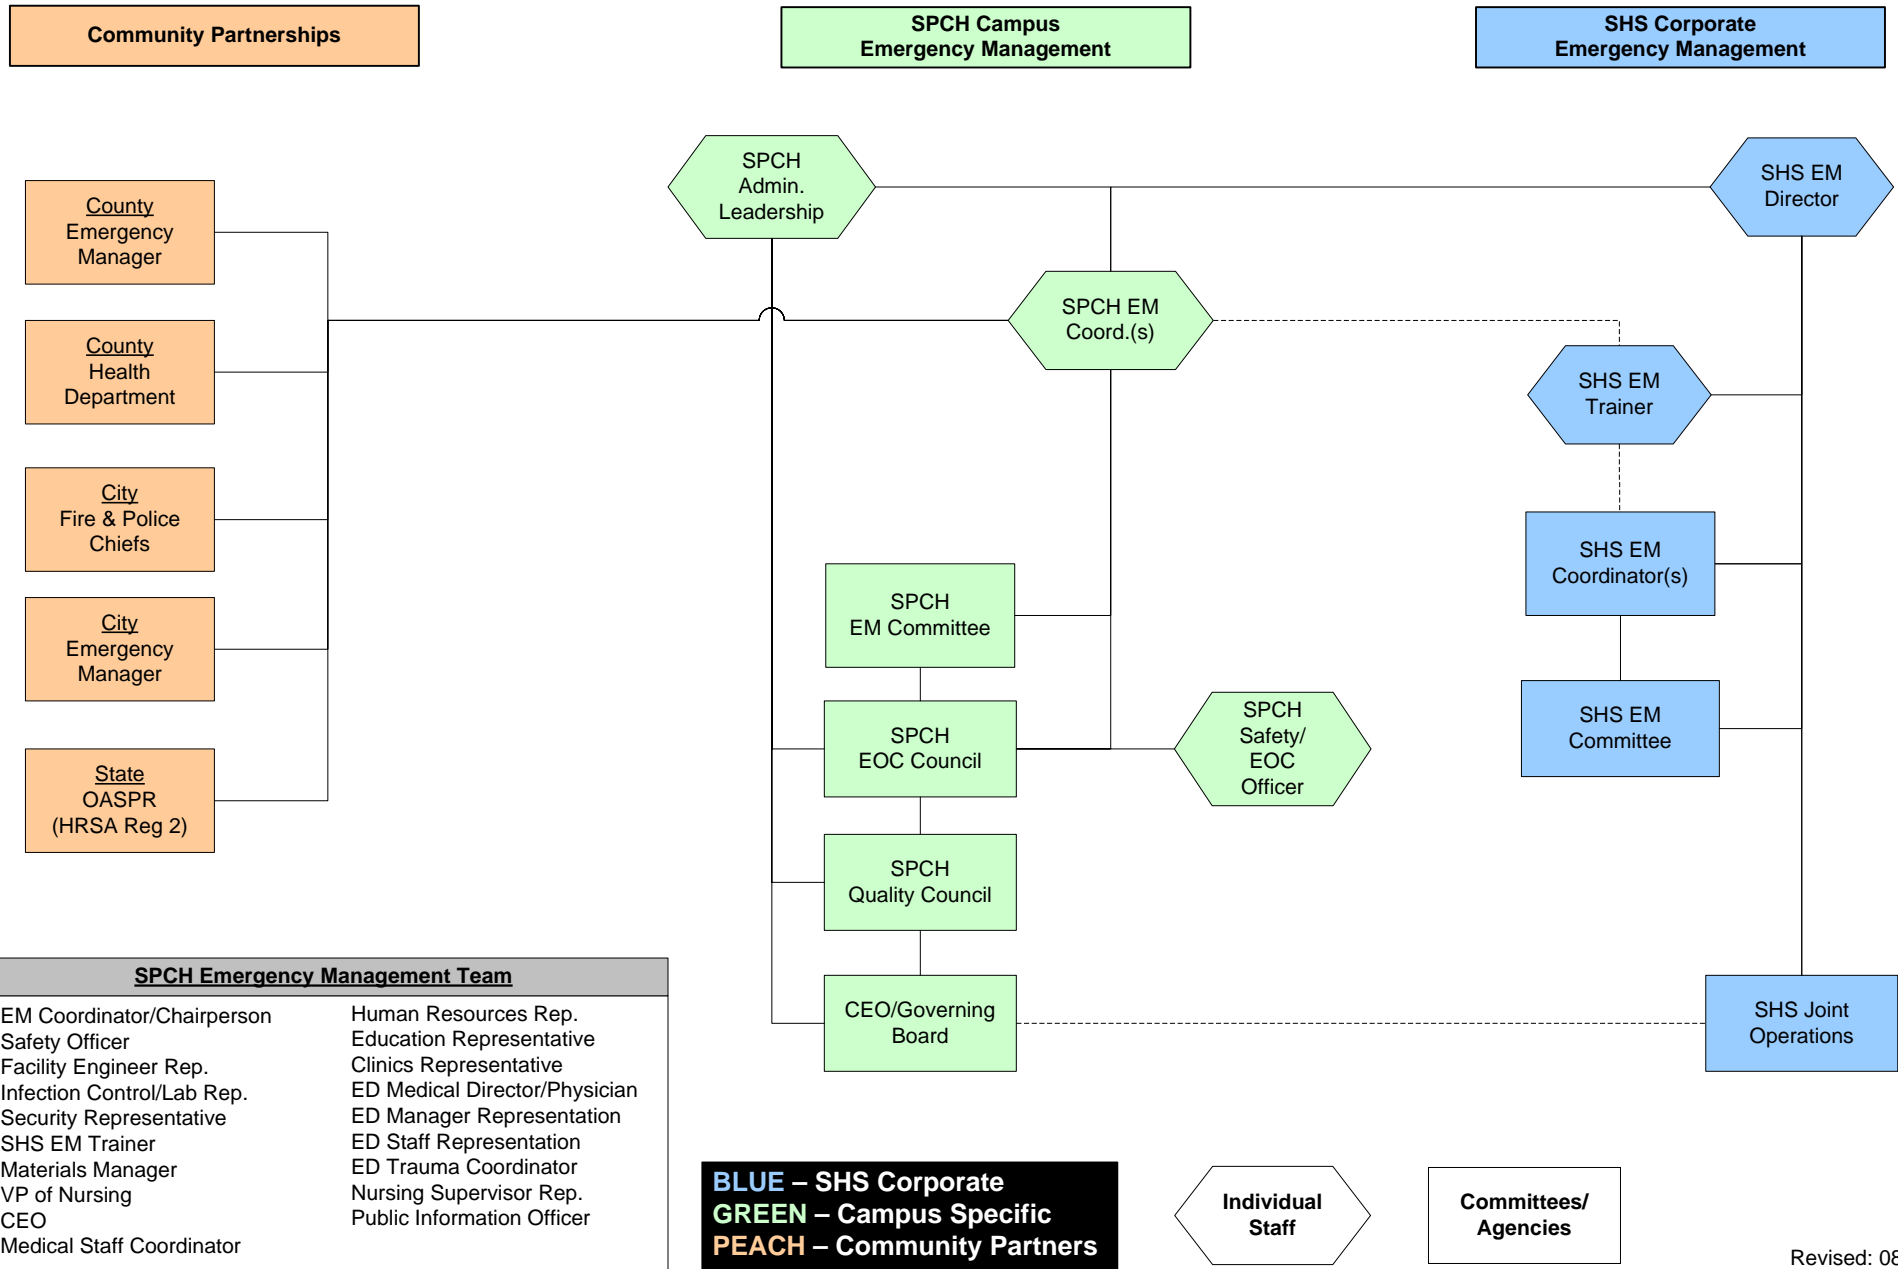 Community Partnerships
SPCH Campus
Emergency Management
SHS Corporate
Emergency Management
SPCH
Admin.
Leadership
SHS EM
Director
County
Emergency
Manager
SPCH EM
Coord.(s)
County
Health
Department
SHS EM
Trainer
City
Fire & Police
Chiefs
SHS EM
Coordinator(s)
SPCH
EM Committee
City
Emergency
Manager
SPCH
EOC Council
SPCH
Safety/
EOC
Officer
SHS EM
Committee
State
OASPR
(HRSA Reg 2)
SPCH
Quality Council
CEO/Governing
Board
SHS Joint
Operations
SPCH Emergency Management Team
EM Coordinator/Chairperson
Safety Officer
Facility Engineer Rep.
Infection Control/Lab Rep.
Security Representative
SHS EM Trainer
Materials Manager
VP of Nursing
CEO
Medical Staff Coordinator
Human Resources Rep.
Education Representative
Clinics Representative
ED Medical Director/Physician
ED Manager Representation
ED Staff Representation
ED Trauma Coordinator
Nursing Supervisor Rep.
Public Information Officer
BLUE – SHS Corporate
GREEN – Campus Specific
PEACH – Community Partners
Individual
Staff
Committees/
Agencies
Revised: 08